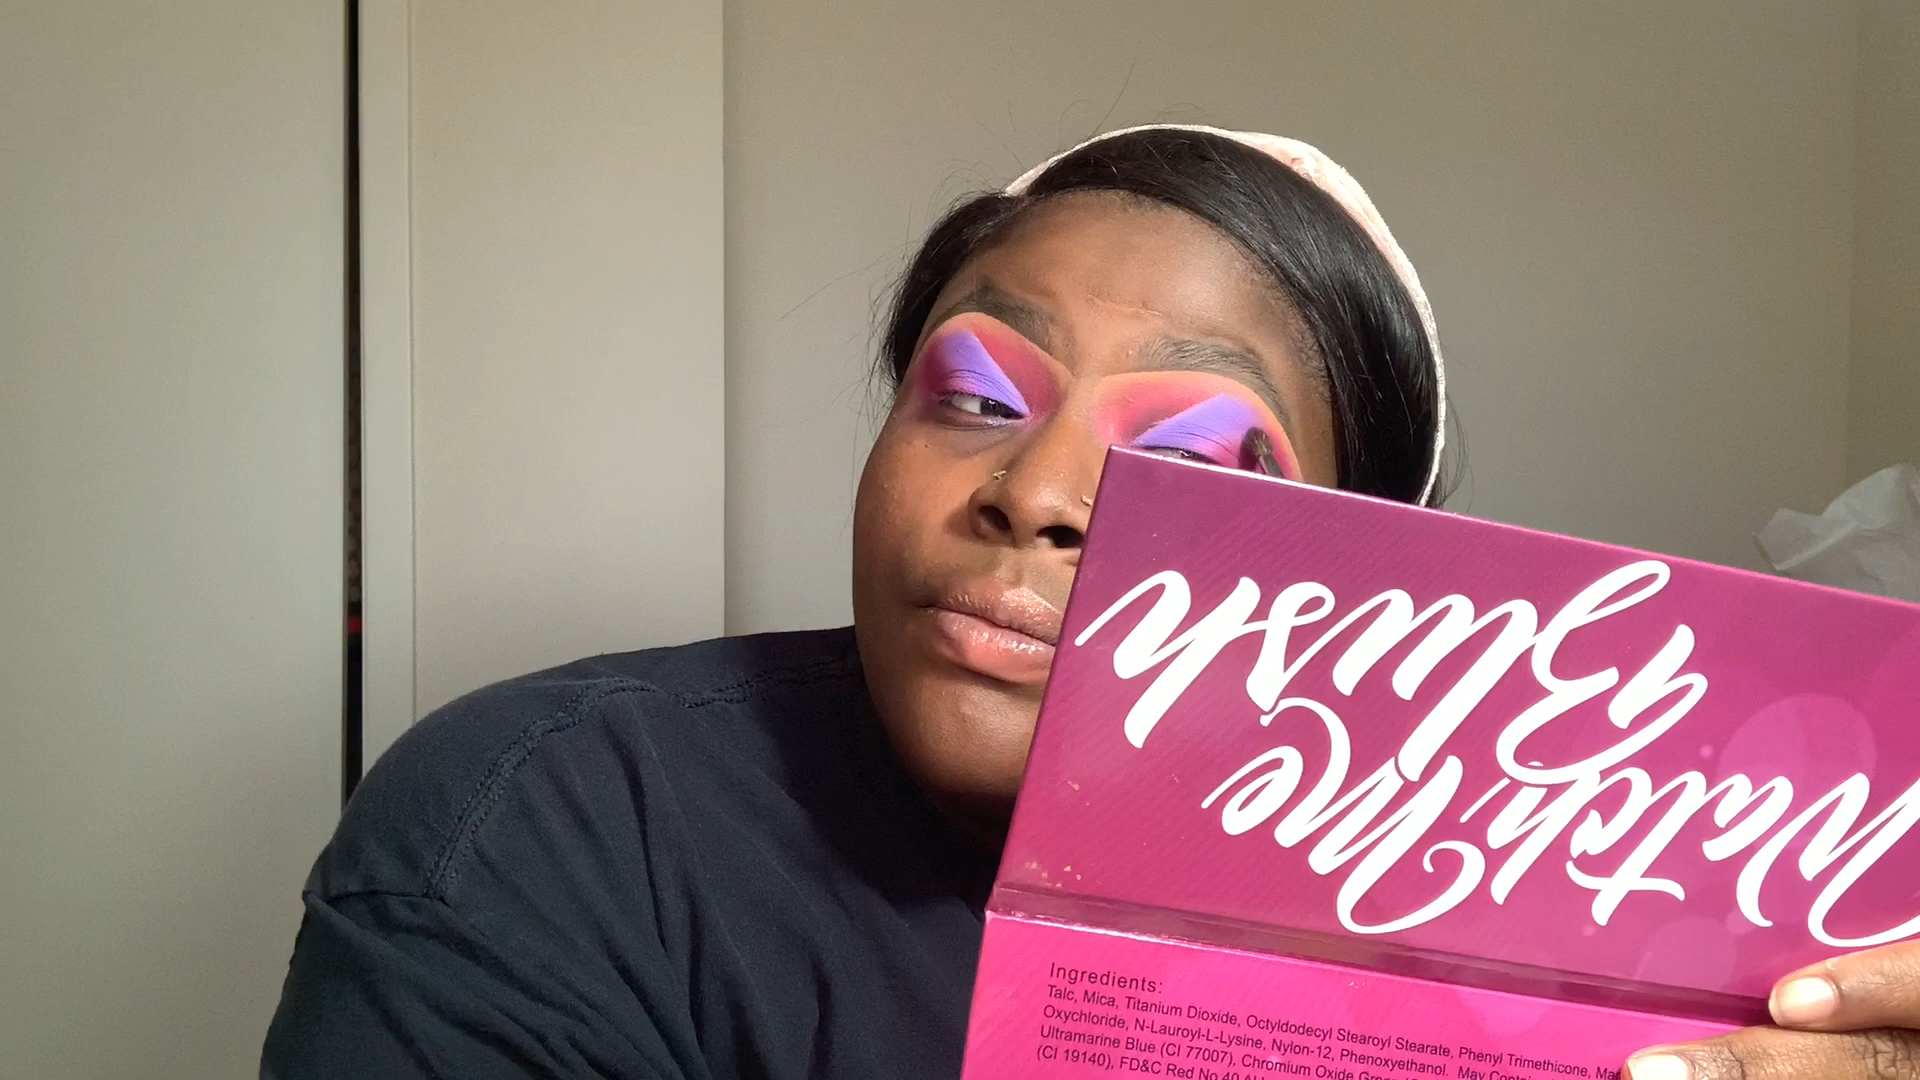 Watch Me
Blush
Ingredients:
Talc, Mica, Titanium Dioxide, Octyldodecyl Stearoyl Stearate, Phenyl Trimethicone,
Oxychloride, N-Lauroyl-L-Lysine, Nylon-12, Phenoxyethanol. May
Ultramarine Blue (CI 77007), Chromium Oxide
(CI 19140), FD&C Red No 40